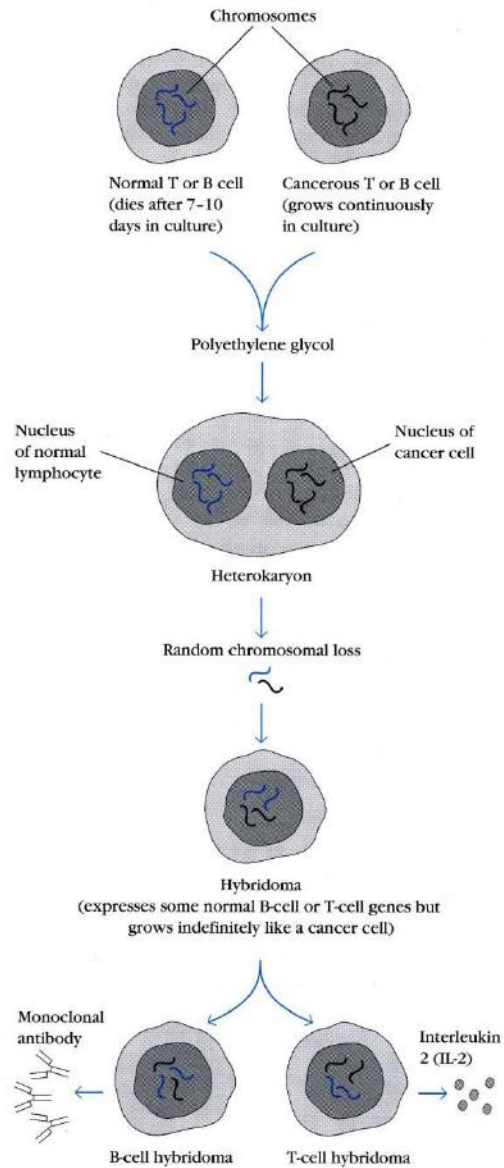 Chromosomes
Normal T or B cell
(dies after 7–10
days in culture)
Cancerous T or B cell
(grows continuously
in culture)
Polyethylene glycol
Nucleus
of normal
lymphocyte
Nucleus of
cancer cell
Heterokaryon
Random chromosomal loss
Hybridoma
(expresses some normal B-cell or T-cell genes but
grows indefinitely like a cancer cell)
Monoclonal
antibody
Interleukin
2 (IL-2)
B-cell hybridoma
T-cell hybridoma